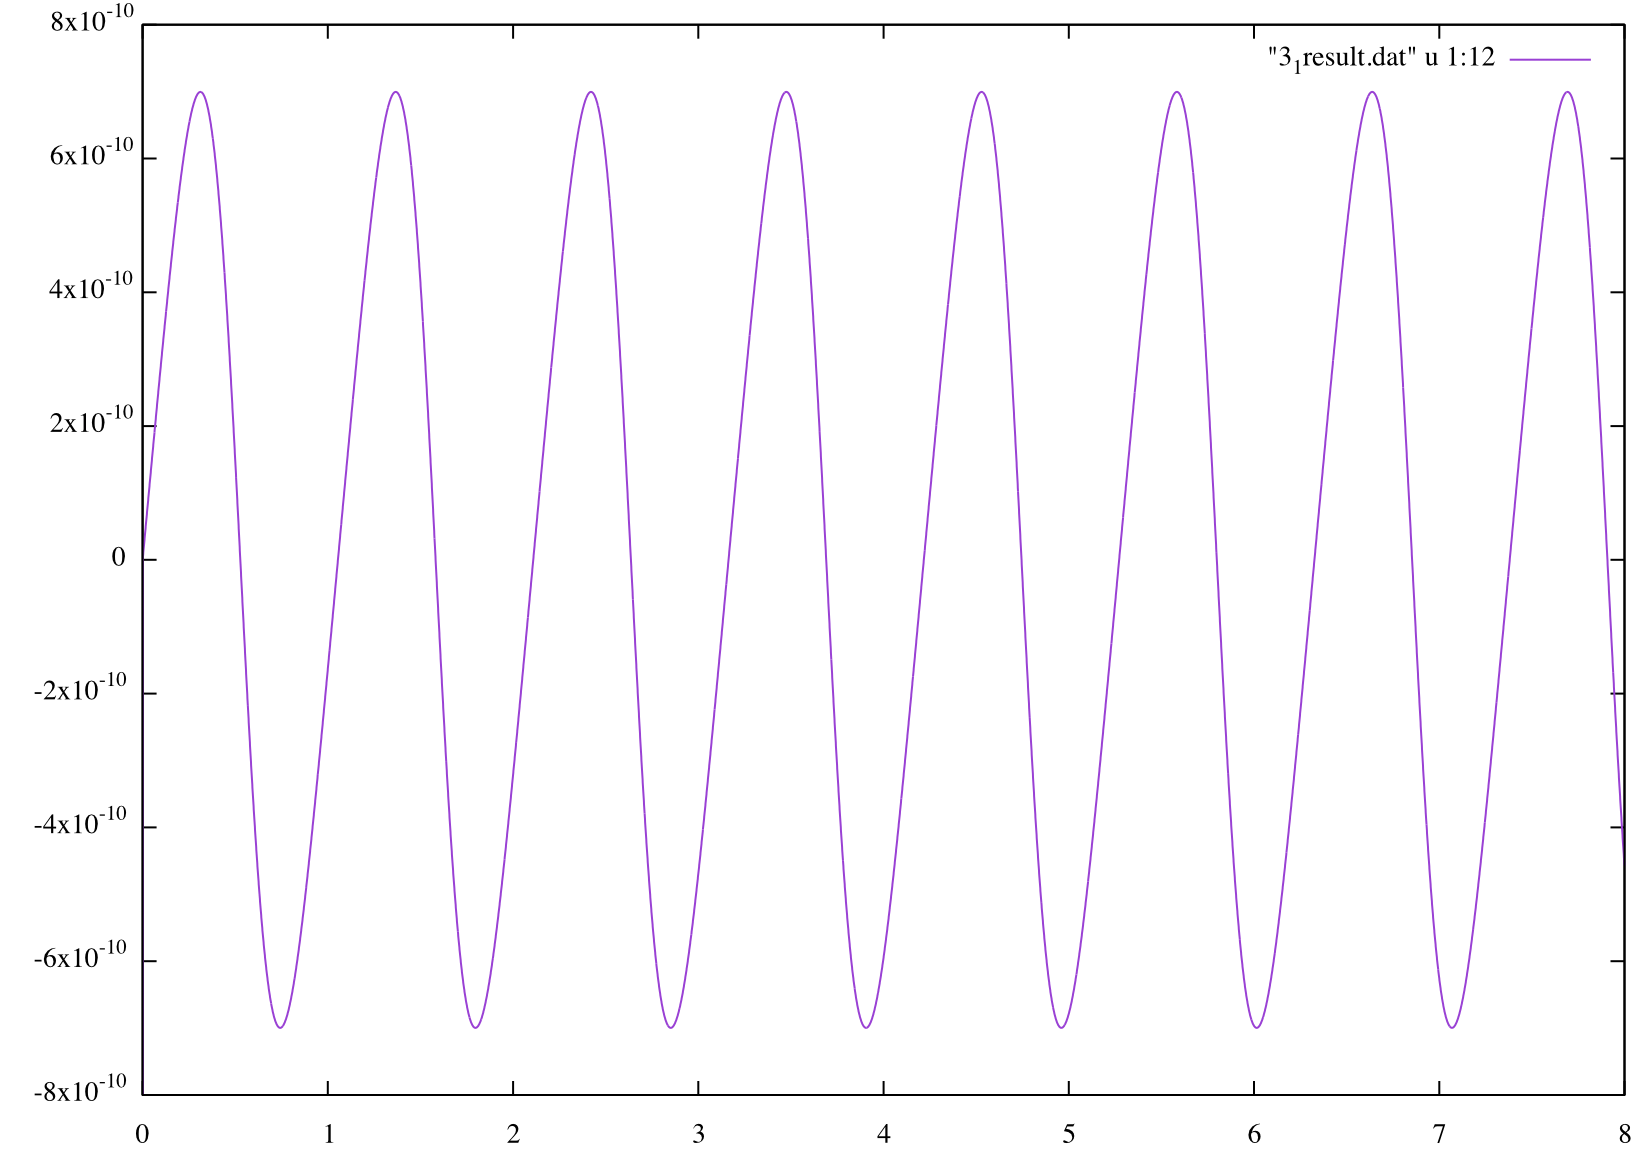 8x10⁻¹⁰
"3₁result.dat" u 1:12
6x10⁻¹⁰
4x10⁻¹⁰
2x10⁻¹⁰
0
-2x10⁻¹⁰
-4x10⁻¹⁰
-6x10⁻¹⁰
-8x10⁻¹⁰
0 1 2 3 4 5 6 7 8